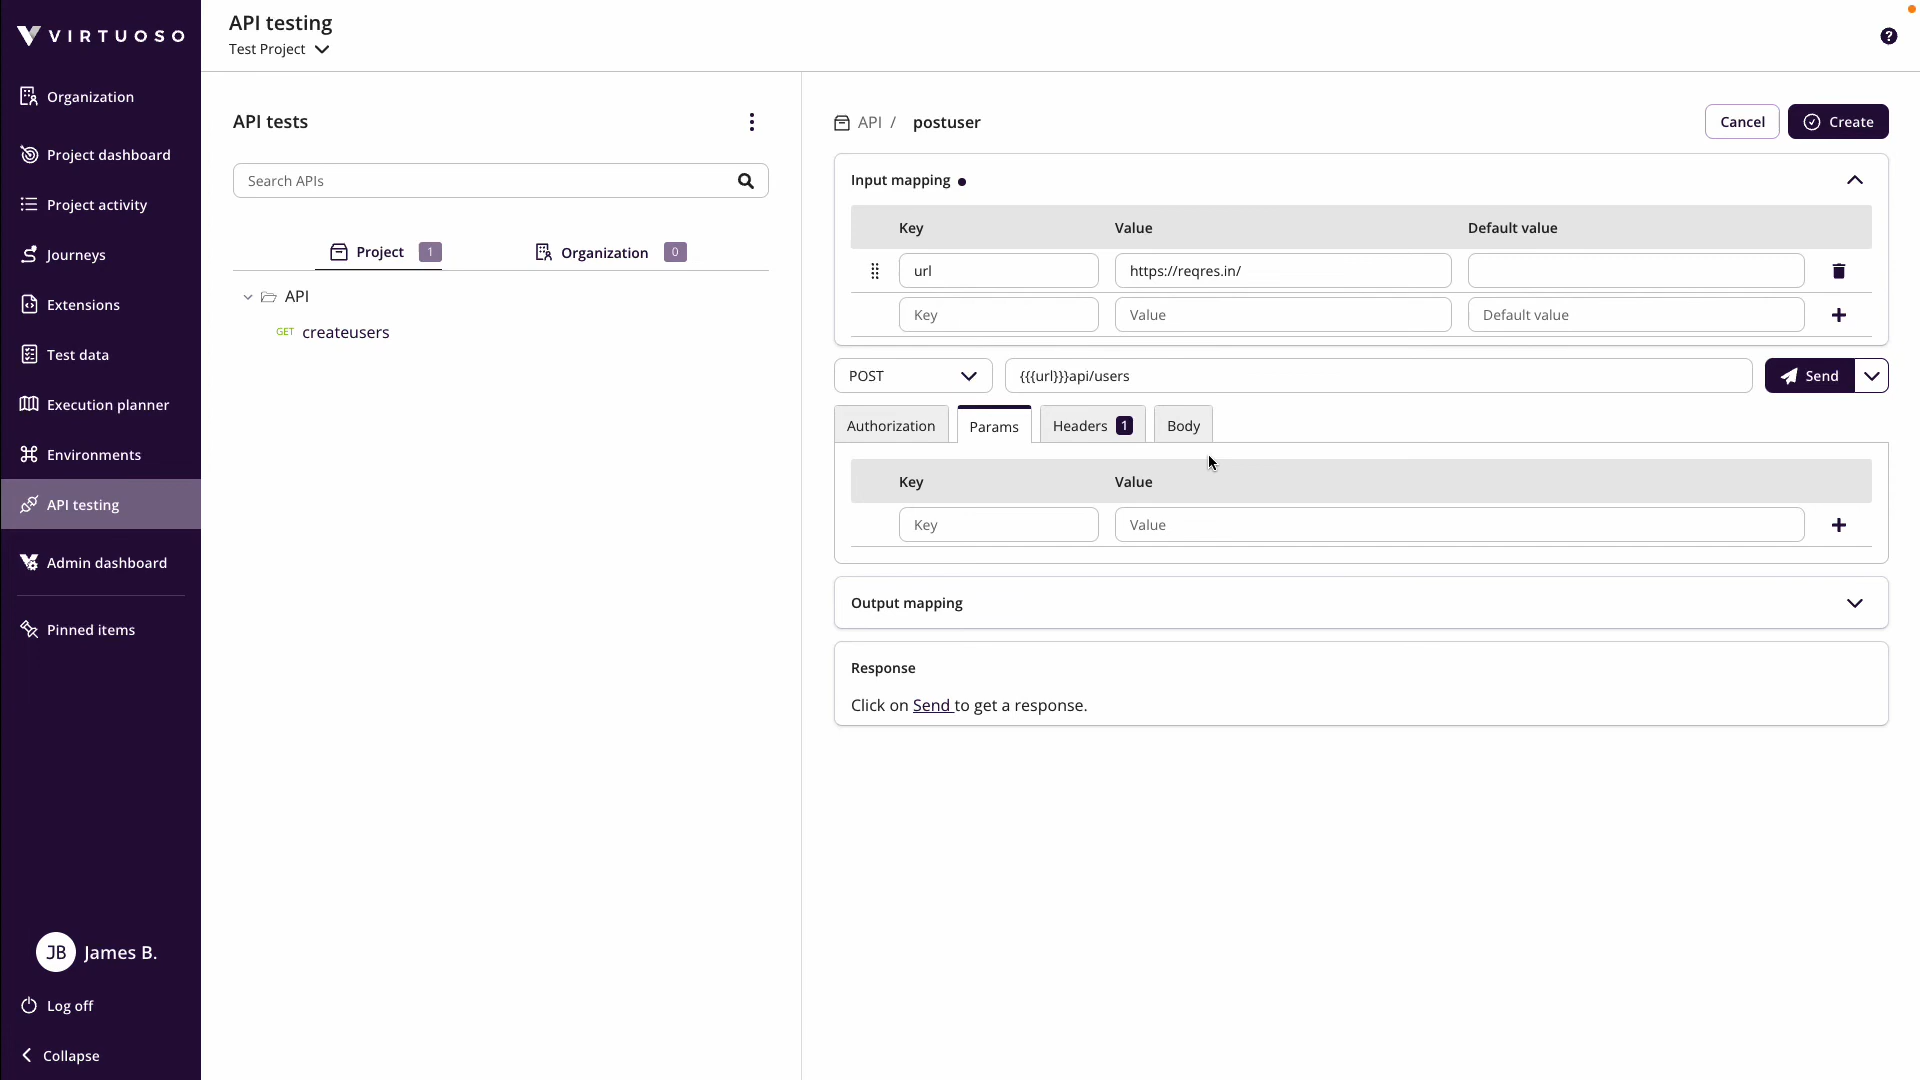 VIRTUOSO
Organization
Project dashboard
Project activity
Journeys
Extensions
Test data
Execution planner
Environments
API testing
Admin dashboard
Pinned items
JB James B.
Log off
Collapse
API testing
Test Project
?
API tests
Search APIs
Project 1 Organization 0
API
GET createusers
API / postuser
Cancel Create
Input mapping
Key Value Default value
url https://reqres.in/
Key Value Default value
POST {{{url}}}api/users Send
Authorization Params Headers 1 Body
Key Value
Key Value
Output mapping
Response
Click on Send to get a response.